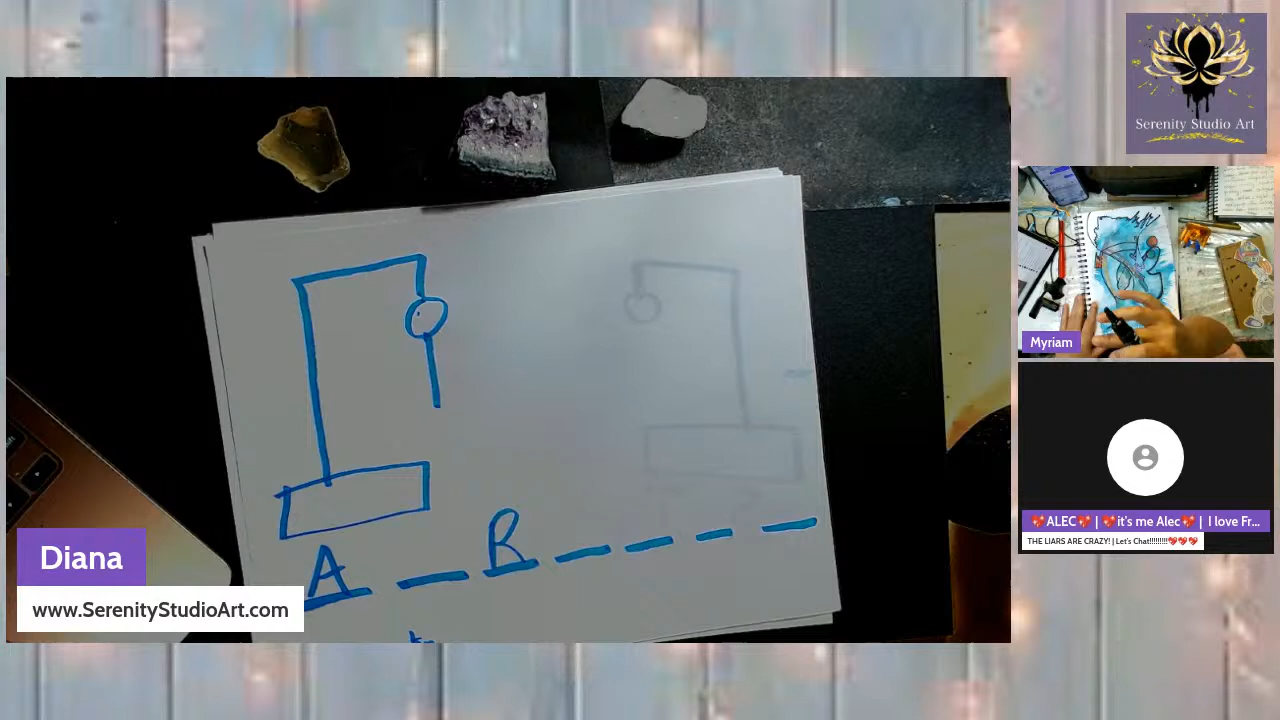 Serenity Studio Art
A _ R _ _ _ _
Diana
www.SerenityStudioArt.com
Myriam
💖ALEC💖 | 💖it's me Alec💖 | I love Fr...
THE LIARS ARE CRAZY! | Let's Chat!!!!!!!!!💖💖💖